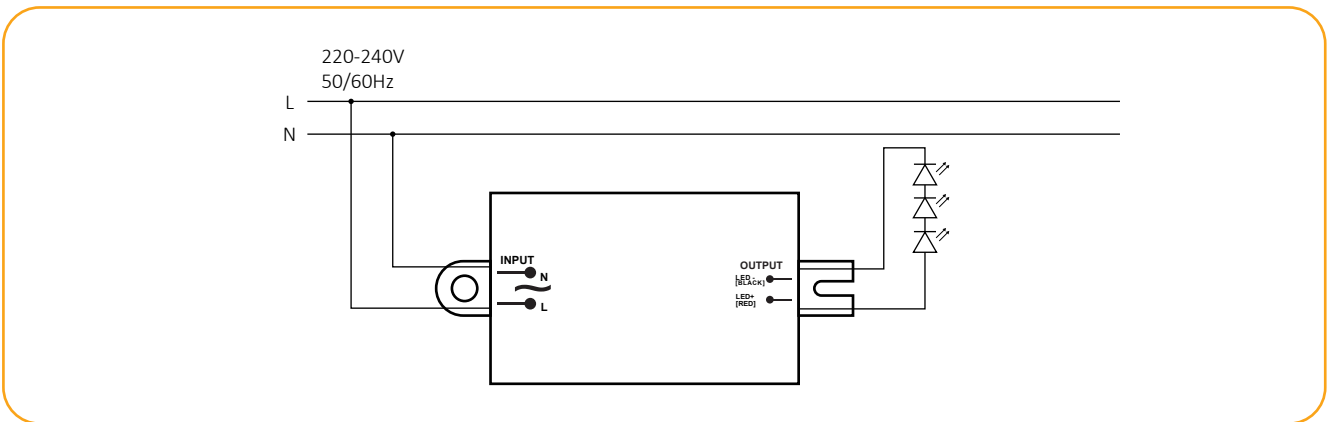 220-240V
50/60Hz
L
N
INPUT
N
L
OUTPUT
LED -
[BLACK]
LED+
[RED]